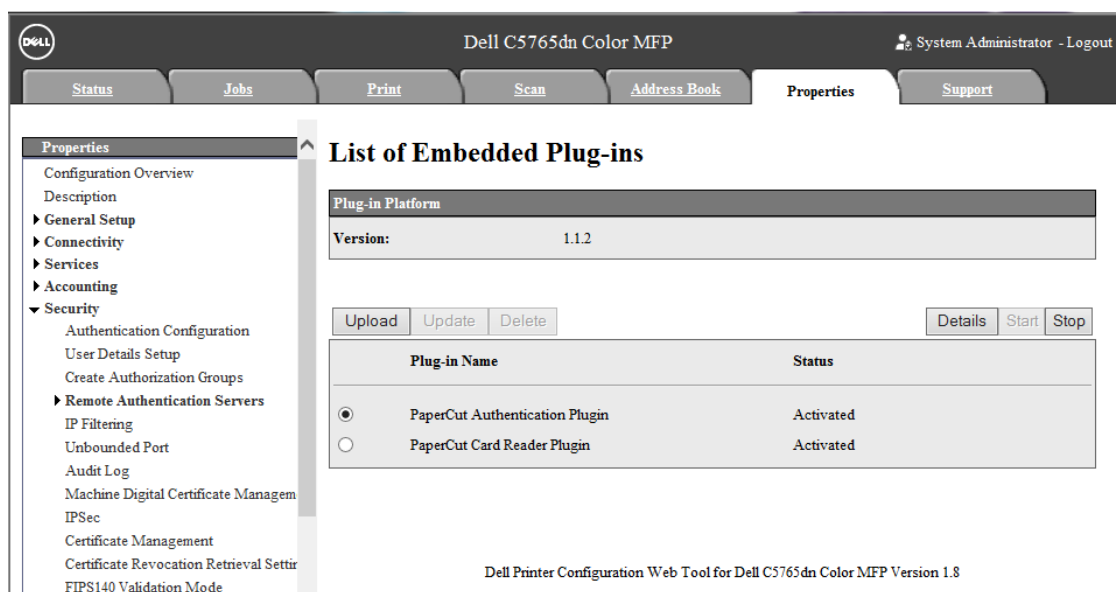 DELL
Dell C5765dn Color MFP
System Administrator - Logout
Status
Jobs
Print
Scan
Address Book
Properties
Support
Properties
Configuration Overview
Description
General Setup
Connectivity
Services
Accounting
Security
Authentication Configuration
User Details Setup
Create Authorization Groups
Remote Authentication Servers
IP Filtering
Unbounded Port
Audit Log
Machine Digital Certificate Managem
IPSec
Certificate Management
Certificate Revocation Retrieval Settin
FIPS140 Validation Mode
List of Embedded Plug-ins
Plug-in Platform
Version: 1.1.2
Upload Update Delete Details Start Stop
Plug-in Name Status
PaperCut Authentication Plugin Activated
PaperCut Card Reader Plugin Activated
Dell Printer Configuration Web Tool for Dell C5765dn Color MFP Version 1.8